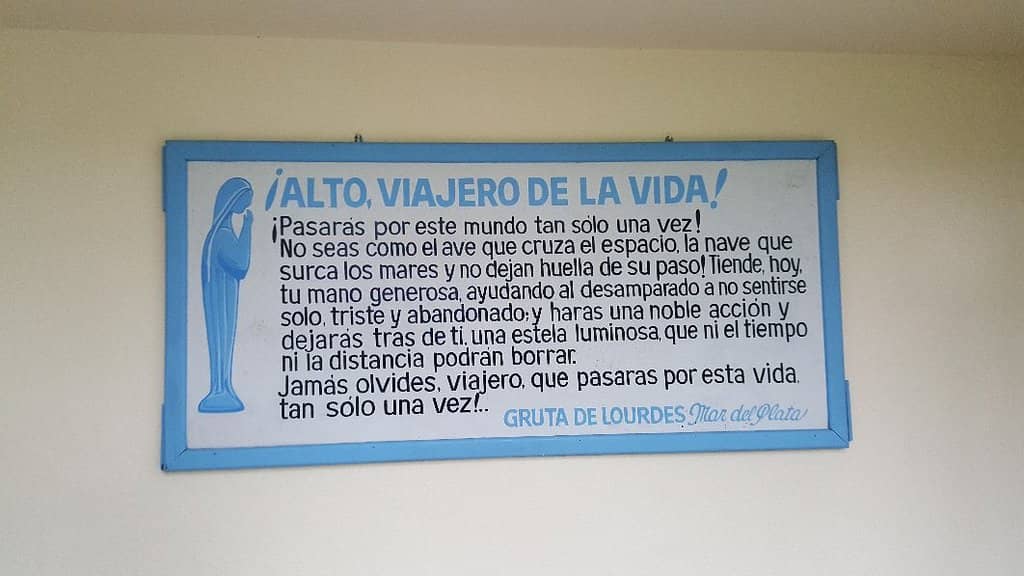 ¡ALTO, VIAJERO DE LA VIDA!
¡Pasarás por este mundo tan sólo una vez!
No seas como el ave que cruza el espacio, la nave que
surca los mares y no dejan huella de su paso! Tiende, hoy,
tu mano generosa, ayudando al desamparado a no sentirse
solo, triste y abandonado; y haras una noble acción y
dejarás tras de ti, una estela luminosa, que ni el tiempo
ni la distancia podrán borrar.
Jamás olvides, viajero, que pasaras por esta vida,
tan sólo una vez!..
GRUTA DE LOURDES Mar del Plata